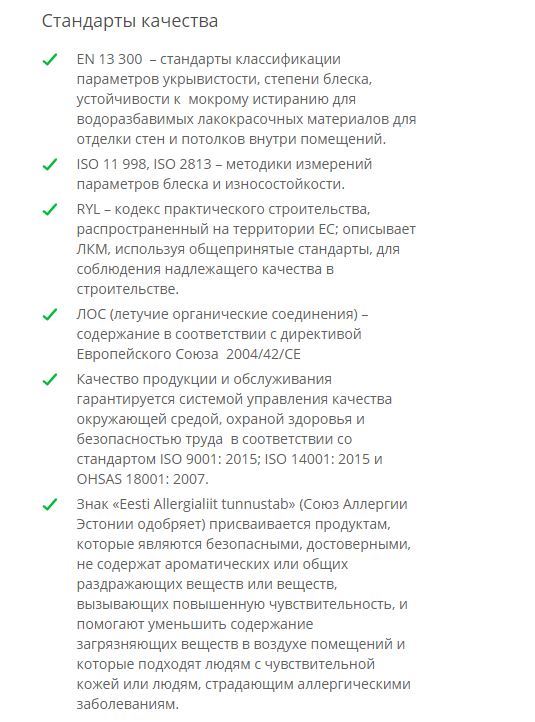 Стандарты качества
EN 13 300  – стандарты классификации
параметров укрывистости, степени блеска,
устойчивости к  мокрому истиранию для
водоразбавимых лакокрасочных материалов для
отделки стен и потолков внутри помещений.
ISO 11 998, ISO 2813 – методики измерений
параметров блеска и износостойкости.
RYL – кодекс практического строительства,
распространенный на территории ЕС; описывает
ЛКМ, используя общепринятые стандарты, для
соблюдения надлежащего качества в
строительстве.
ЛОС (летучие органические соединения) –
содержание в соответствии с директивой
Европейского Союза  2004/42/CE
Качество продукции и обслуживания
гарантируется системой управления качества
окружающей средой, охраной здоровья и
безопасностью труда  в соответствии со
стандартом ISO 9001: 2015; ISO 14001: 2015 и
OHSAS 18001: 2007.
Знак «Eesti Allergialiit tunnustab» (Союз Аллергии
Эстонии одобряет) присваивается продуктам,
которые являются безопасными, достоверными,
не содержат ароматических или общих
раздражающих веществ или веществ,
вызывающих повышенную чувствительность, и
помогают уменьшить содержание
загрязняющих веществ в воздухе помещений и
которые подходят людям с чувствительной
кожей или людям, страдающим аллергическими
заболеваниям.